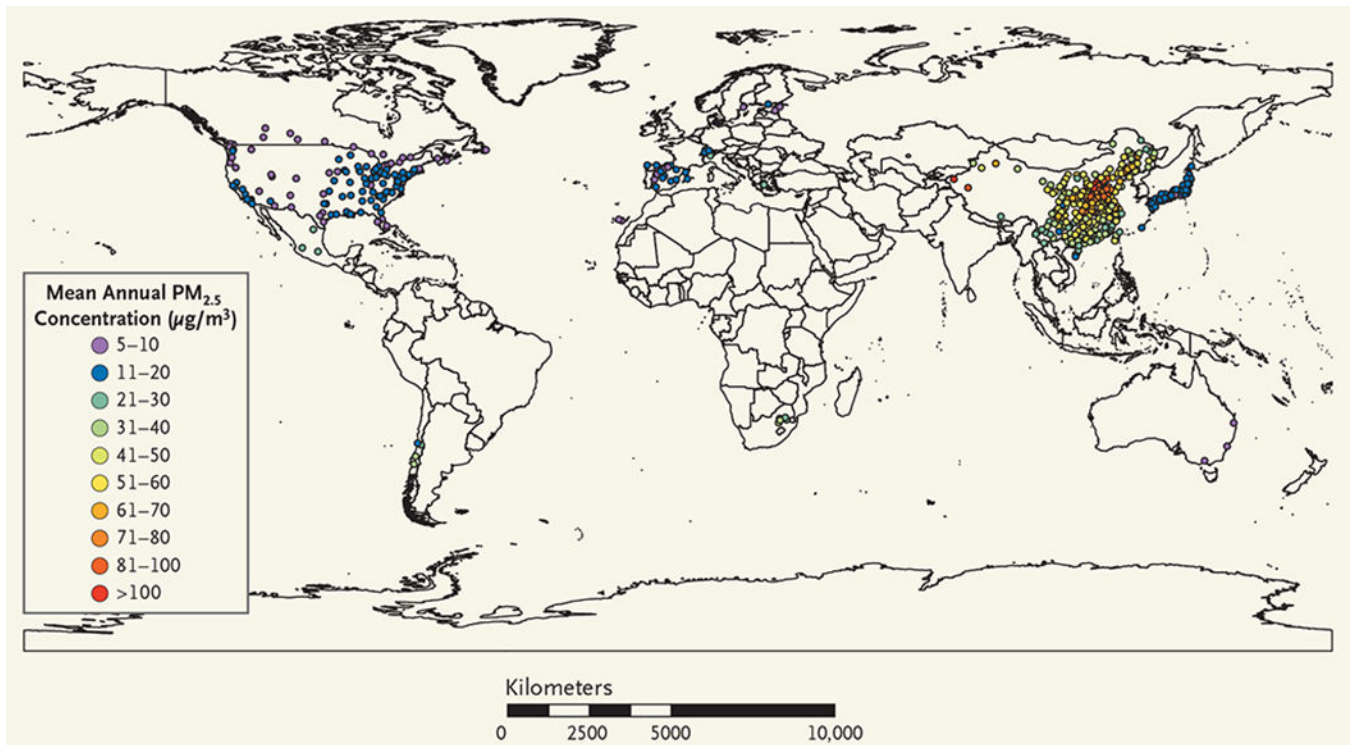 Mean Annual PM2.5
Concentration (µg/m³)
5–10
11–20
21–30
31–40
41–50
51–60
61–70
71–80
81–100
>100
Kilometers
0 2500 5000 10,000